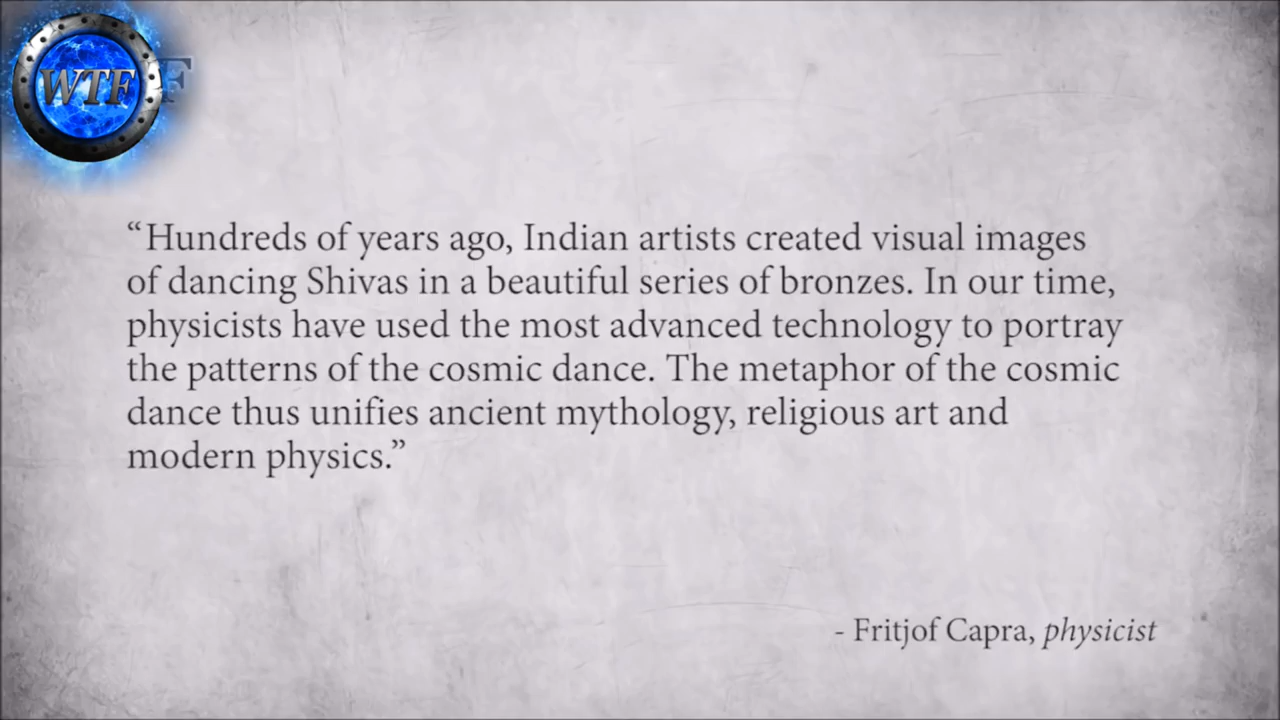 WTF
F
“Hundreds of years ago, Indian artists created visual images
of dancing Shivas in a beautiful series of bronzes. In our time,
physicists have used the most advanced technology to portray
the patterns of the cosmic dance. The metaphor of the cosmic
dance thus unifies ancient mythology, religious art and
modern physics.”
- Fritjof Capra, physicist